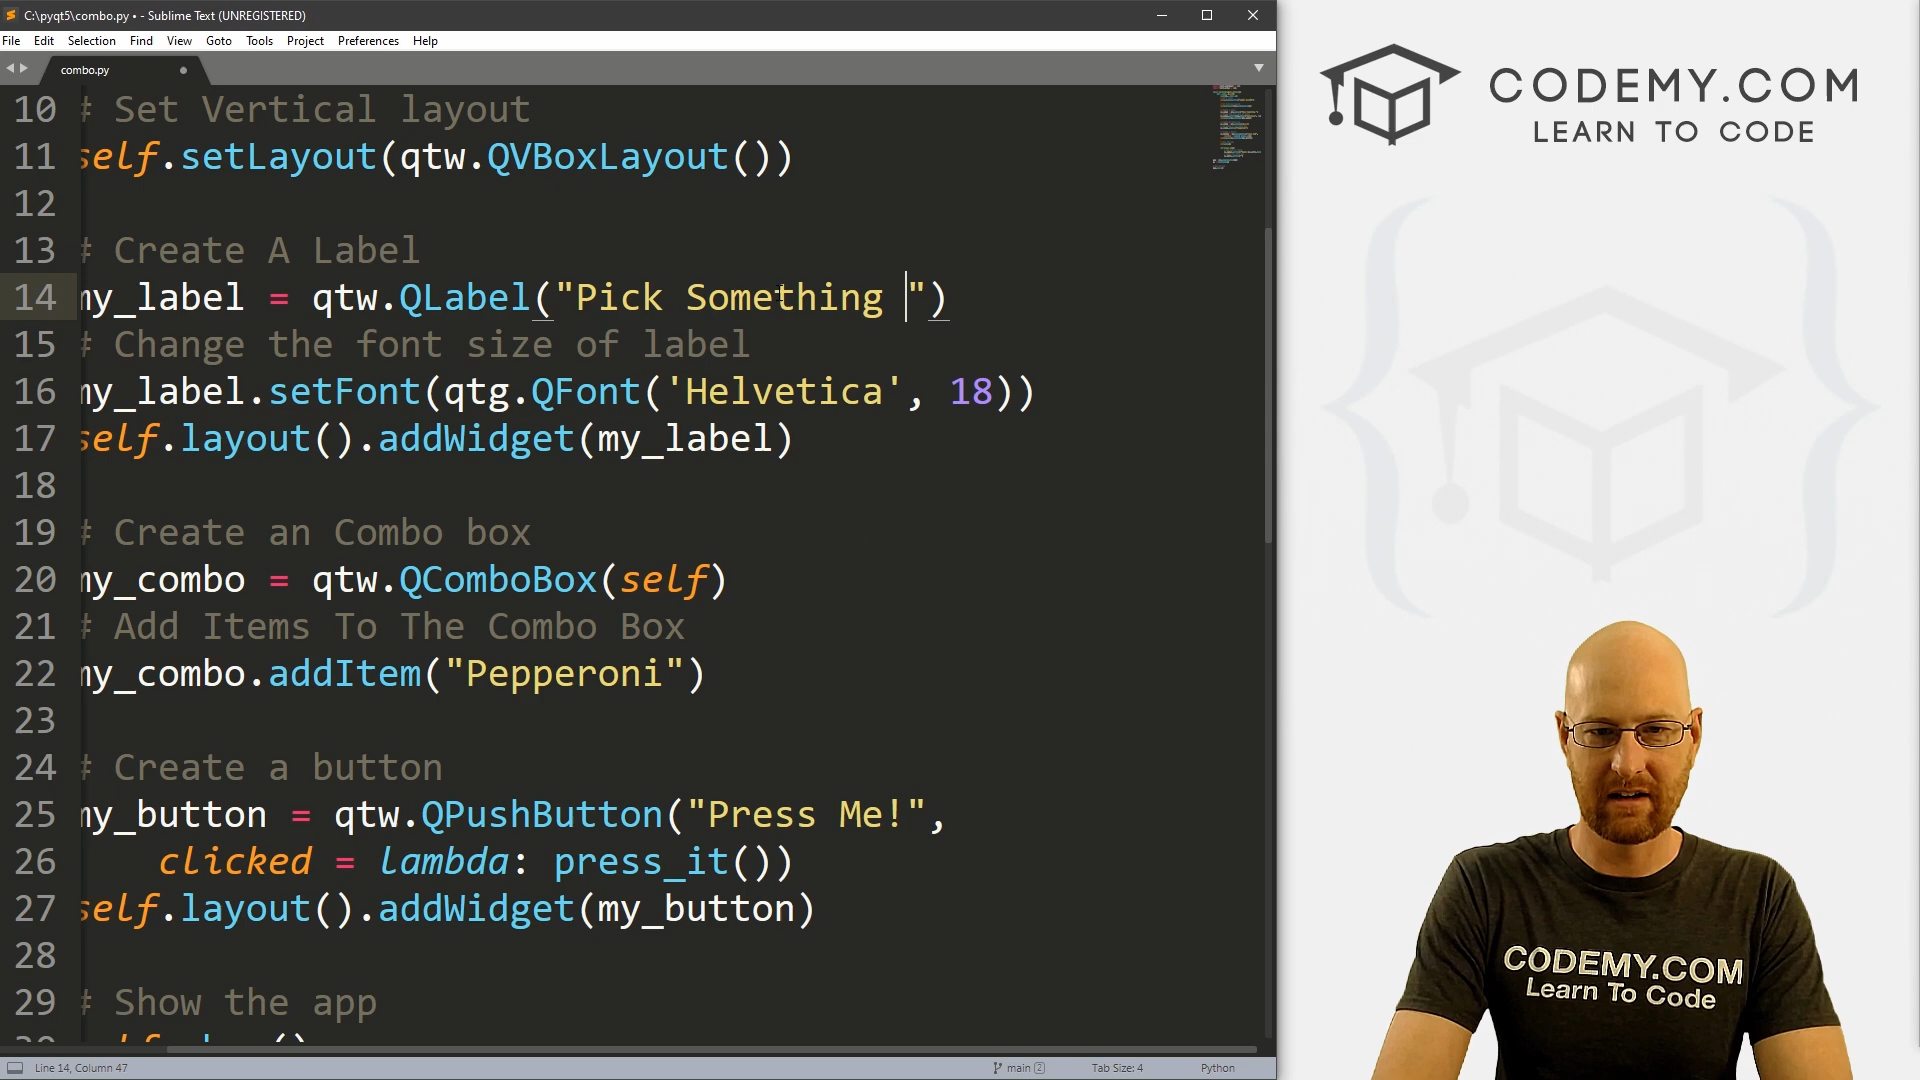 C:\pyqt5\combo.py • - Sublime Text (UNREGISTERED)
File Edit Selection Find View Goto Tools Project Preferences Help
combo.py
10 # Set Vertical layout
11 self.setLayout(qtw.QVBoxLayout())
12
13 # Create A Label
14 my_label = qtw.QLabel("Pick Something ")
15 # Change the font size of label
16 my_label.setFont(qtg.QFont('Helvetica', 18))
17 self.layout().addWidget(my_label)
18
19 # Create an Combo box
20 my_combo = qtw.QComboBox(self)
21 # Add Items To The Combo Box
22 my_combo.addItem("Pepperoni")
23
24 # Create a button
25 my_button = qtw.QPushButton("Press Me!",
26 clicked = lambda: press_it())
27 self.layout().addWidget(my_button)
28
29 # Show the app
Line 14, Column 47
main 2
Tab Size: 4
Python
CODEMY.COM
LEARN TO CODE
CODEMY.COM
Learn To Code